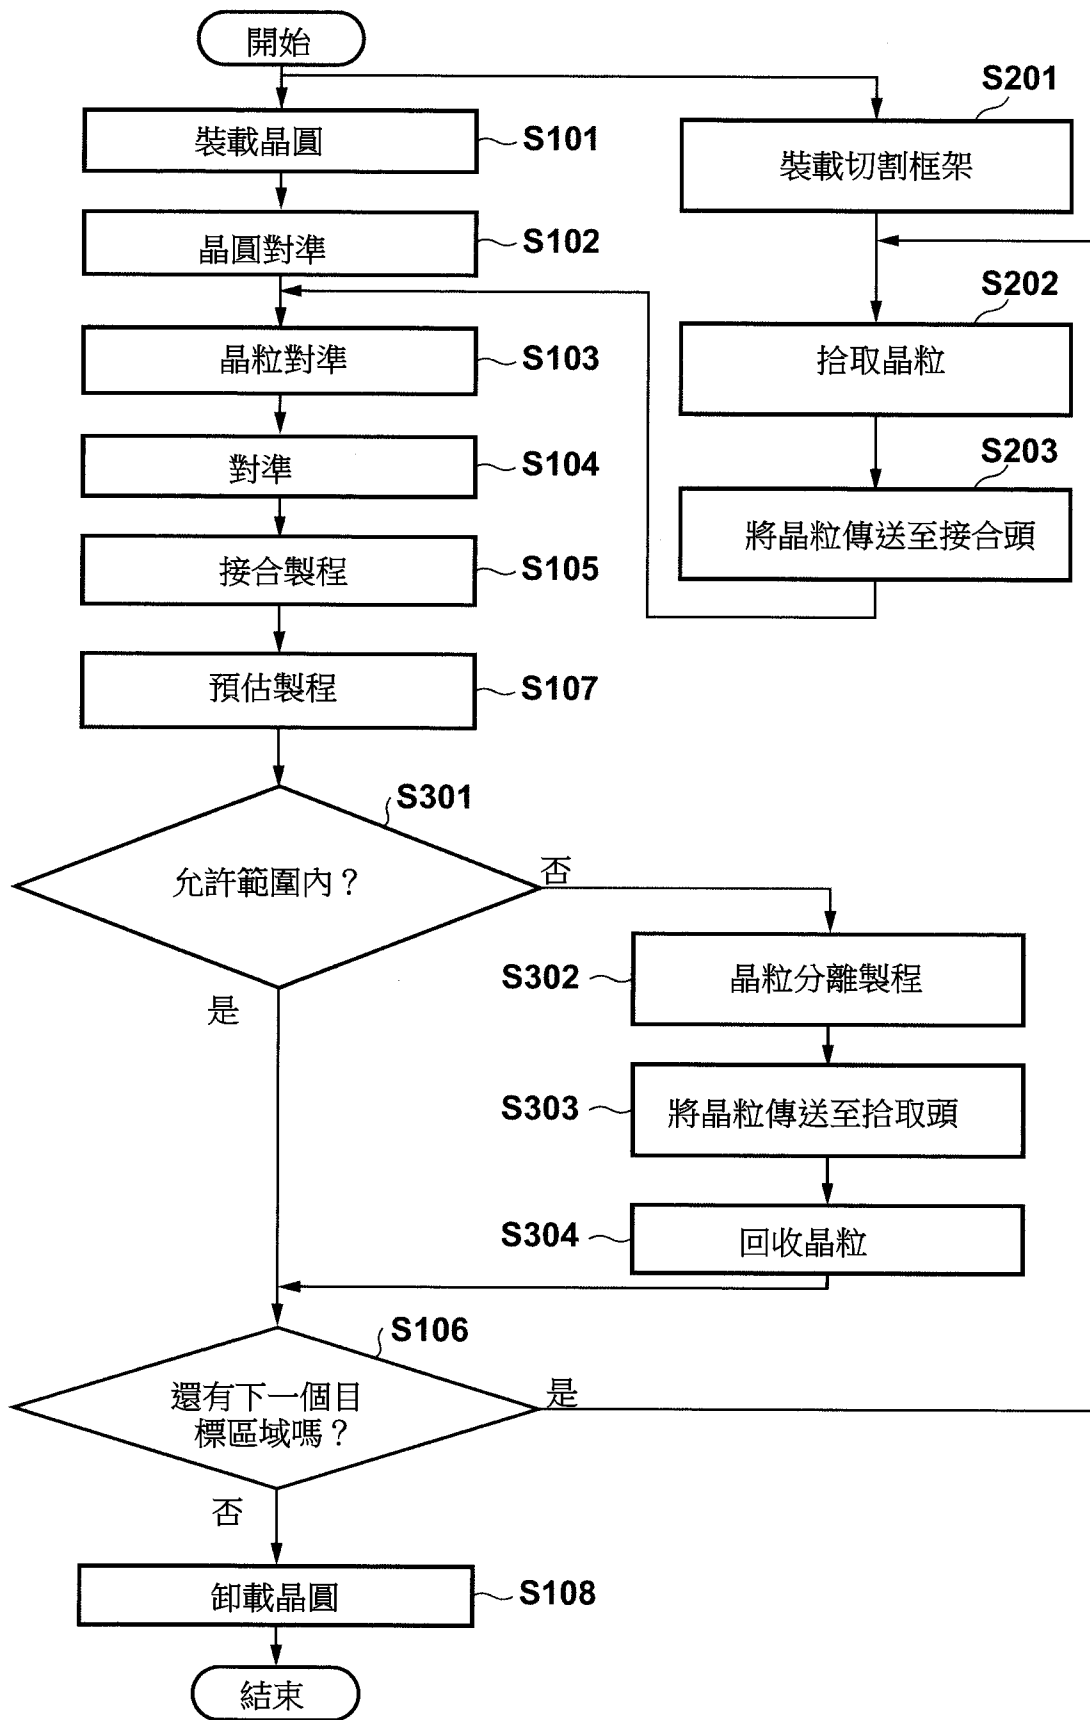 開始
裝載晶圓
S101
S201
裝載切割框架
晶圓對準
S102
S202
拾取晶粒
晶粒對準
S103
對準
S104
S203
將晶粒傳送至接合頭
接合製程
S105
預估製程
S107
S301
允許範圍內？
否
是
S302
晶粒分離製程
S303
將晶粒傳送至拾取頭
S304
回收晶粒
S106
還有下一個目
標區域嗎？
是
否
卸載晶圓
S108
結束